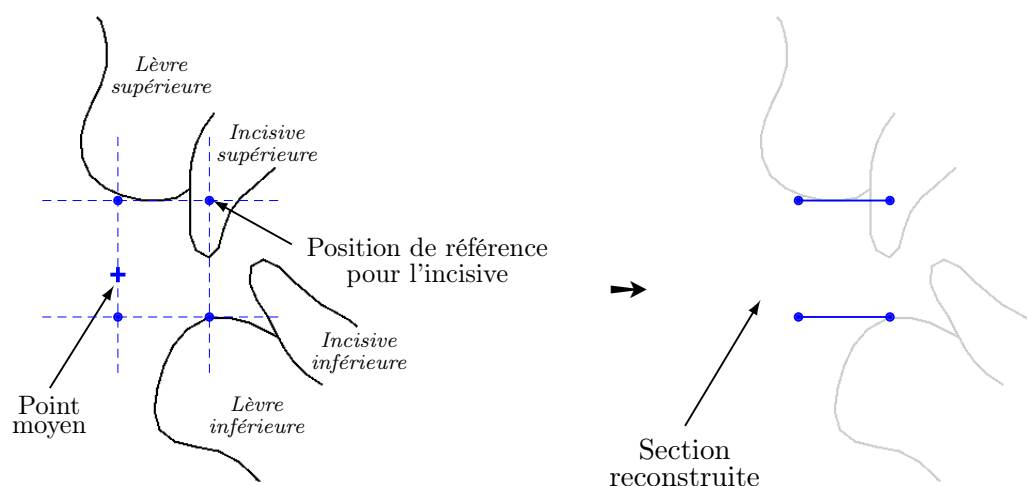 Lèvre
supérieure
Incisive
supérieure
Position de référence
pour l'incisive
Incisive
inférieure
Point
moyen
Lèvre
inférieure
Section
reconstruite